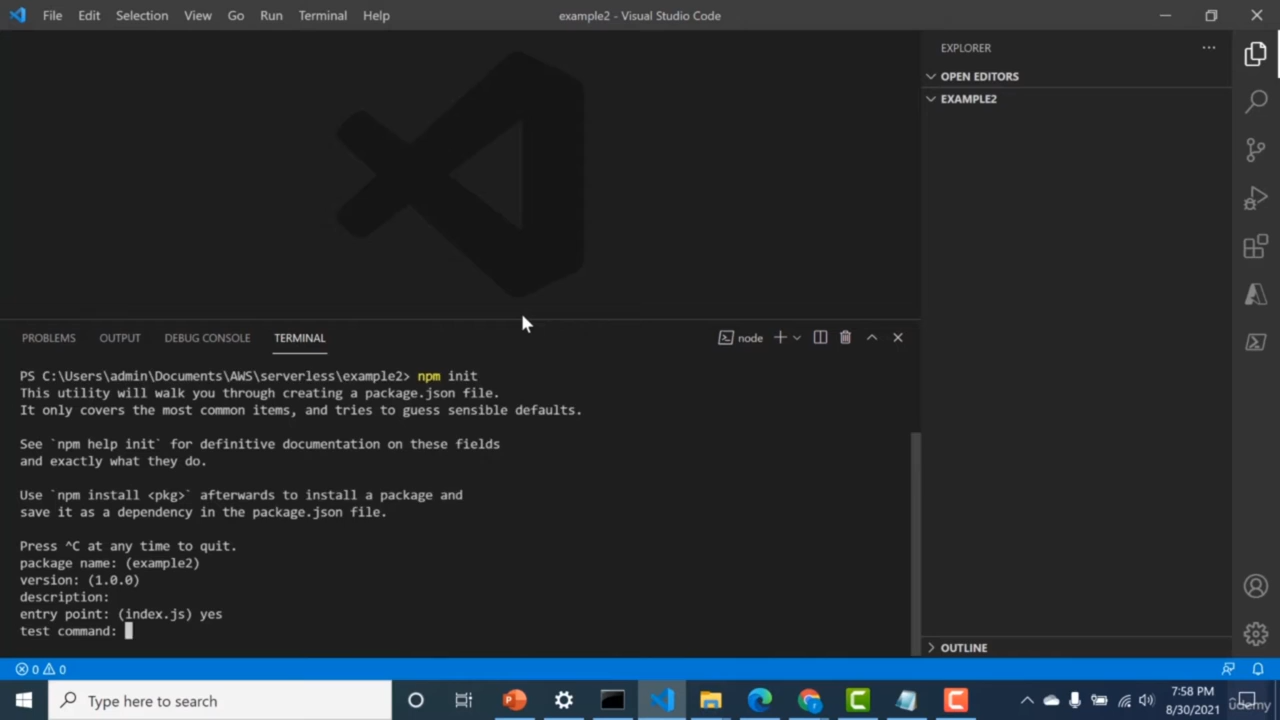 File Edit Selection View Go Run Terminal Help
example2 - Visual Studio Code
EXPLORER
OPEN EDITORS
EXAMPLE2
PROBLEMS OUTPUT DEBUG CONSOLE TERMINAL
node
PS C:\Users\admin\Documents\AWS\serverless\example2> npm init
This utility will walk you through creating a package.json file.
It only covers the most common items, and tries to guess sensible defaults.
See `npm help init` for definitive documentation on these fields
and exactly what they do.
Use `npm install <pkg>` afterwards to install a package and
save it as a dependency in the package.json file.
Press ^C at any time to quit.
package name: (example2)
version: (1.0.0)
description:
entry point: (index.js) yes
test command:
OUTLINE
0 0
Type here to search
7:58 PM
8/30/2021
udemy